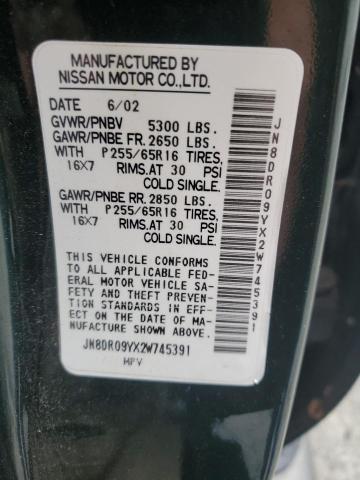 MANUFACTURED BY
NISSAN MOTOR CO.,LTD.
DATE 6/02
GVWR/PNBV 5300 LBS.
GAWR/PNBE FR. 2650 LBS.
WITH P255/65R16 TIRES,
16X7 RIMS.AT 30 PSI
COLD SINGLE.
GAWR/PNBE RR. 2850 LBS.
WITH P255/65R16 TIRES,
16X7 RIMS.AT 30 PSI
COLD SINGLE.
THIS VEHICLE CONFORMS
TO ALL APPLICABLE FED-
ERAL MOTOR VEHICLE SA-
FETY AND THEFT PREVEN-
TION STANDARDS IN EFF-
ECT ON THE DATE OF MA-
NUFACTURE SHOWN ABOVE.
JN8DR09YX2W745391
MPV
JN8DR09YX2W745391